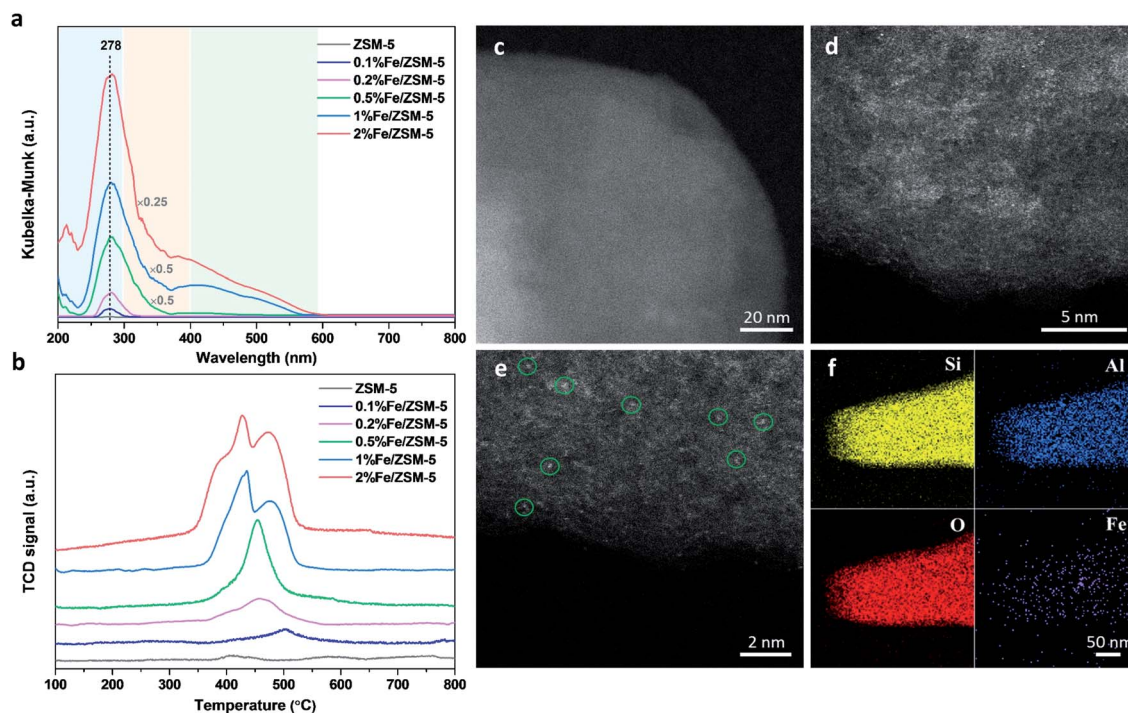 a
278
ZSM-5
0.1%Fe/ZSM-5
0.2%Fe/ZSM-5
0.5%Fe/ZSM-5
1%Fe/ZSM-5
2%Fe/ZSM-5
×0.25
×0.5
×0.5
Kubelka-Munk (a.u.)
200 300 400 500 600 700 800
Wavelength (nm)
b
ZSM-5
0.1%Fe/ZSM-5
0.2%Fe/ZSM-5
0.5%Fe/ZSM-5
1%Fe/ZSM-5
2%Fe/ZSM-5
TCD signal (a.u.)
100 200 300 400 500 600 700 800
Temperature (°C)
c
20 nm
d
5 nm
e
2 nm
f
Si
Al
O
Fe
50 nm